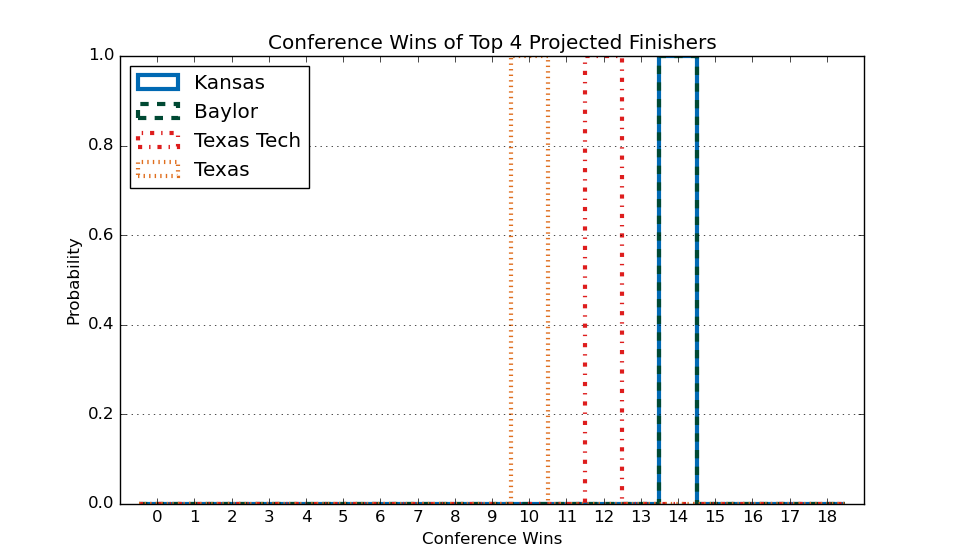 Conference Wins of Top 4 Projected Finishers
Kansas
Baylor
Texas Tech
Texas
Probability
1.0
0.8
0.6
0.4
0.2
0.0
0 1 2 3 4 5 6 7 8 9 10 11 12 13 14 15 16 17 18
Conference Wins